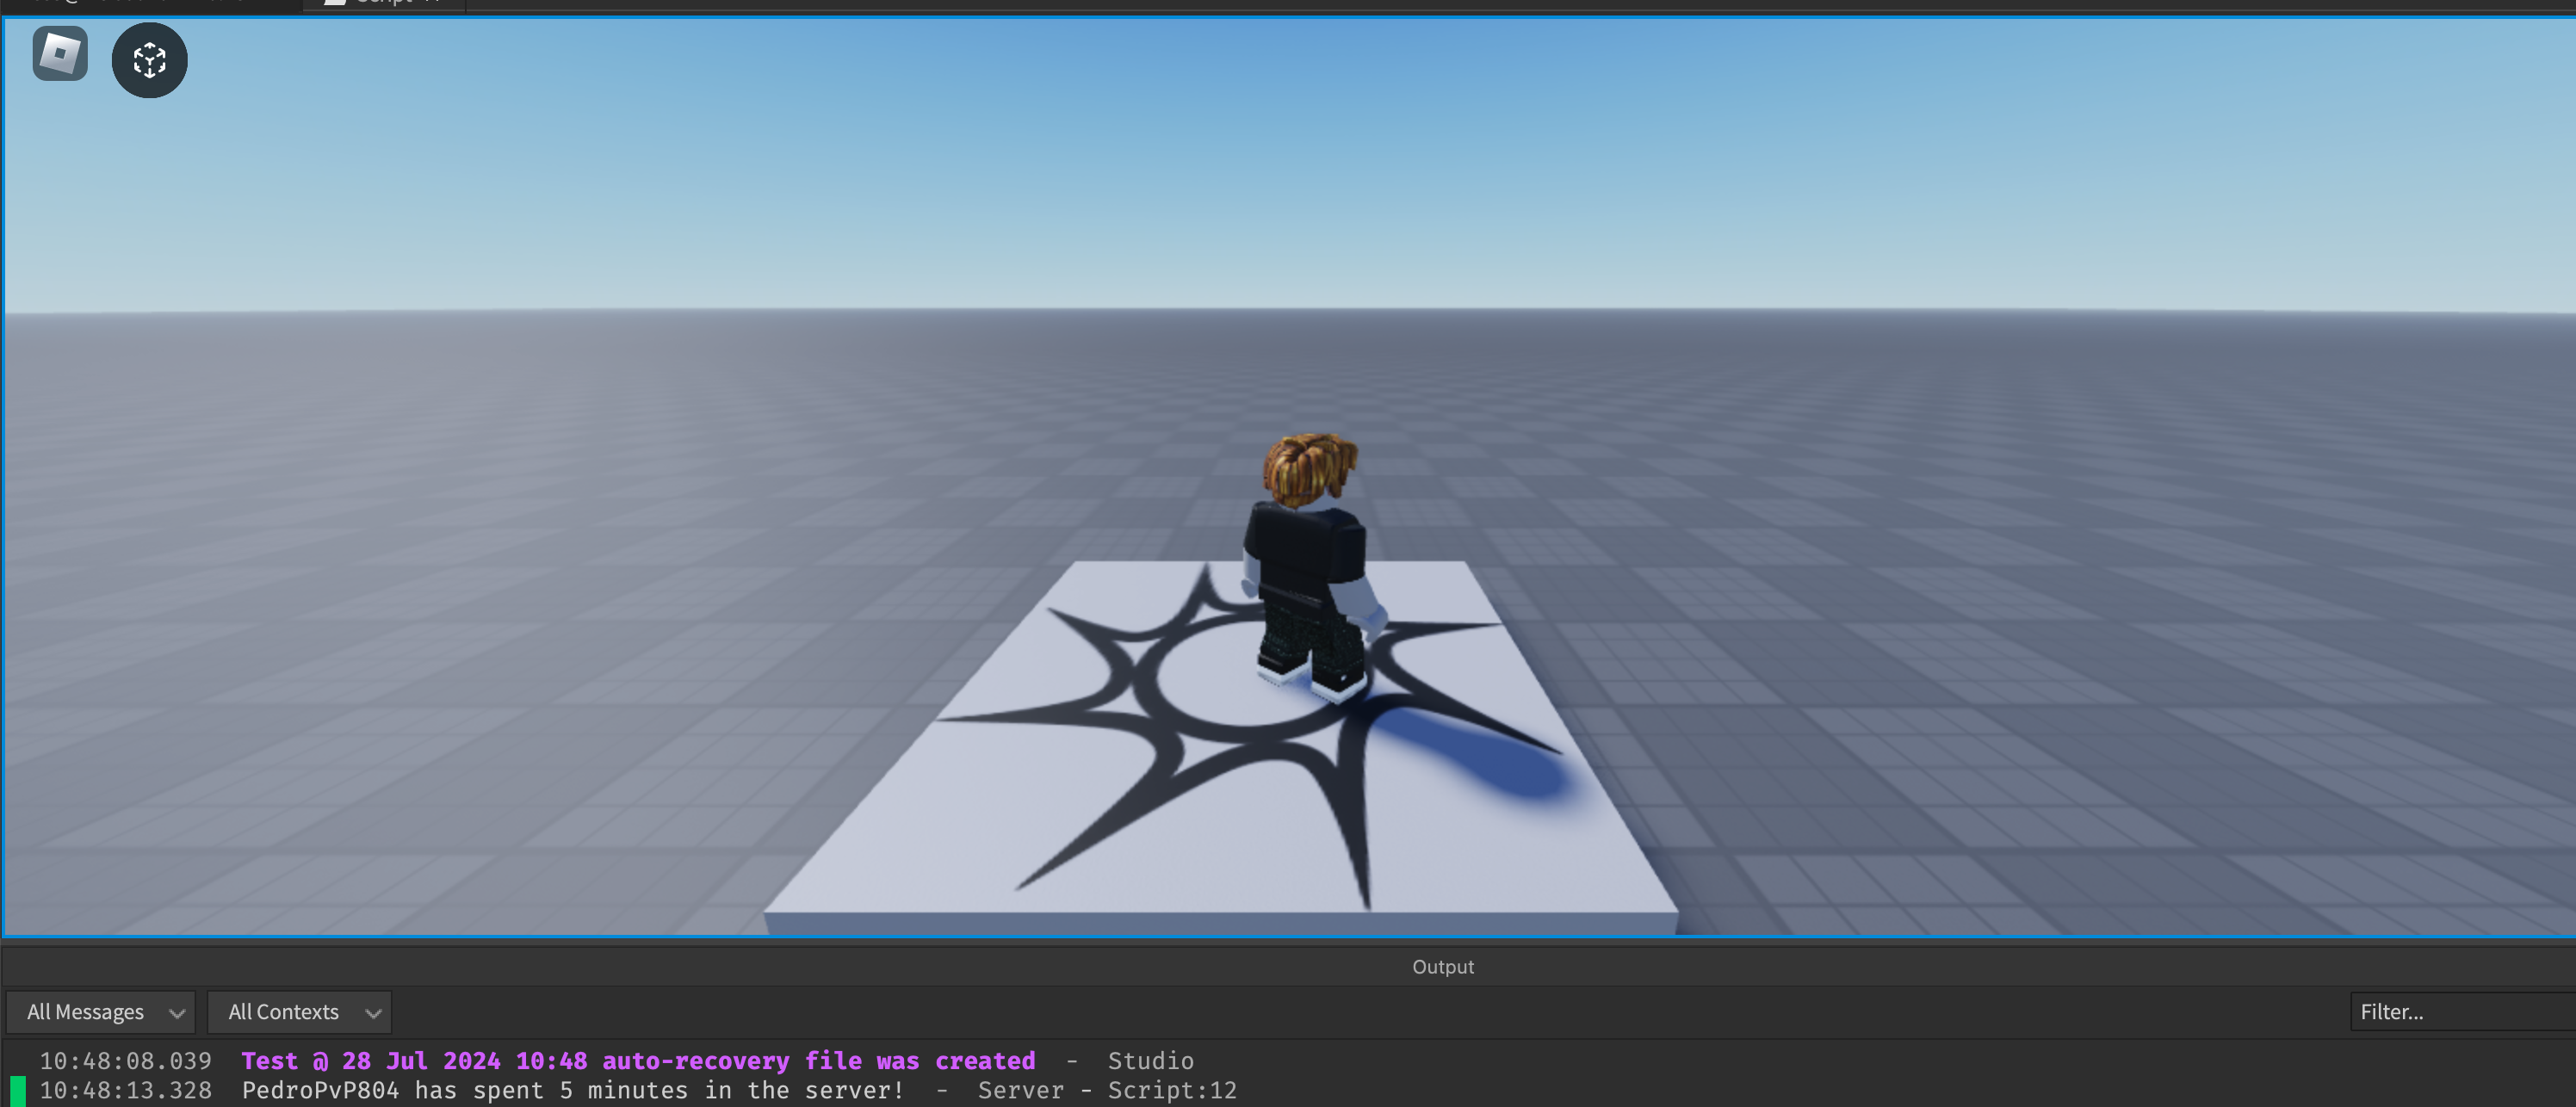 Script
Output
All Messages
All Contexts
Filter...
10:48:08.039 Test @ 28 Jul 2024 10:48 auto-recovery file was created - Studio
10:48:13.328 PedroPvP804 has spent 5 minutes in the server! - Server - Script:12